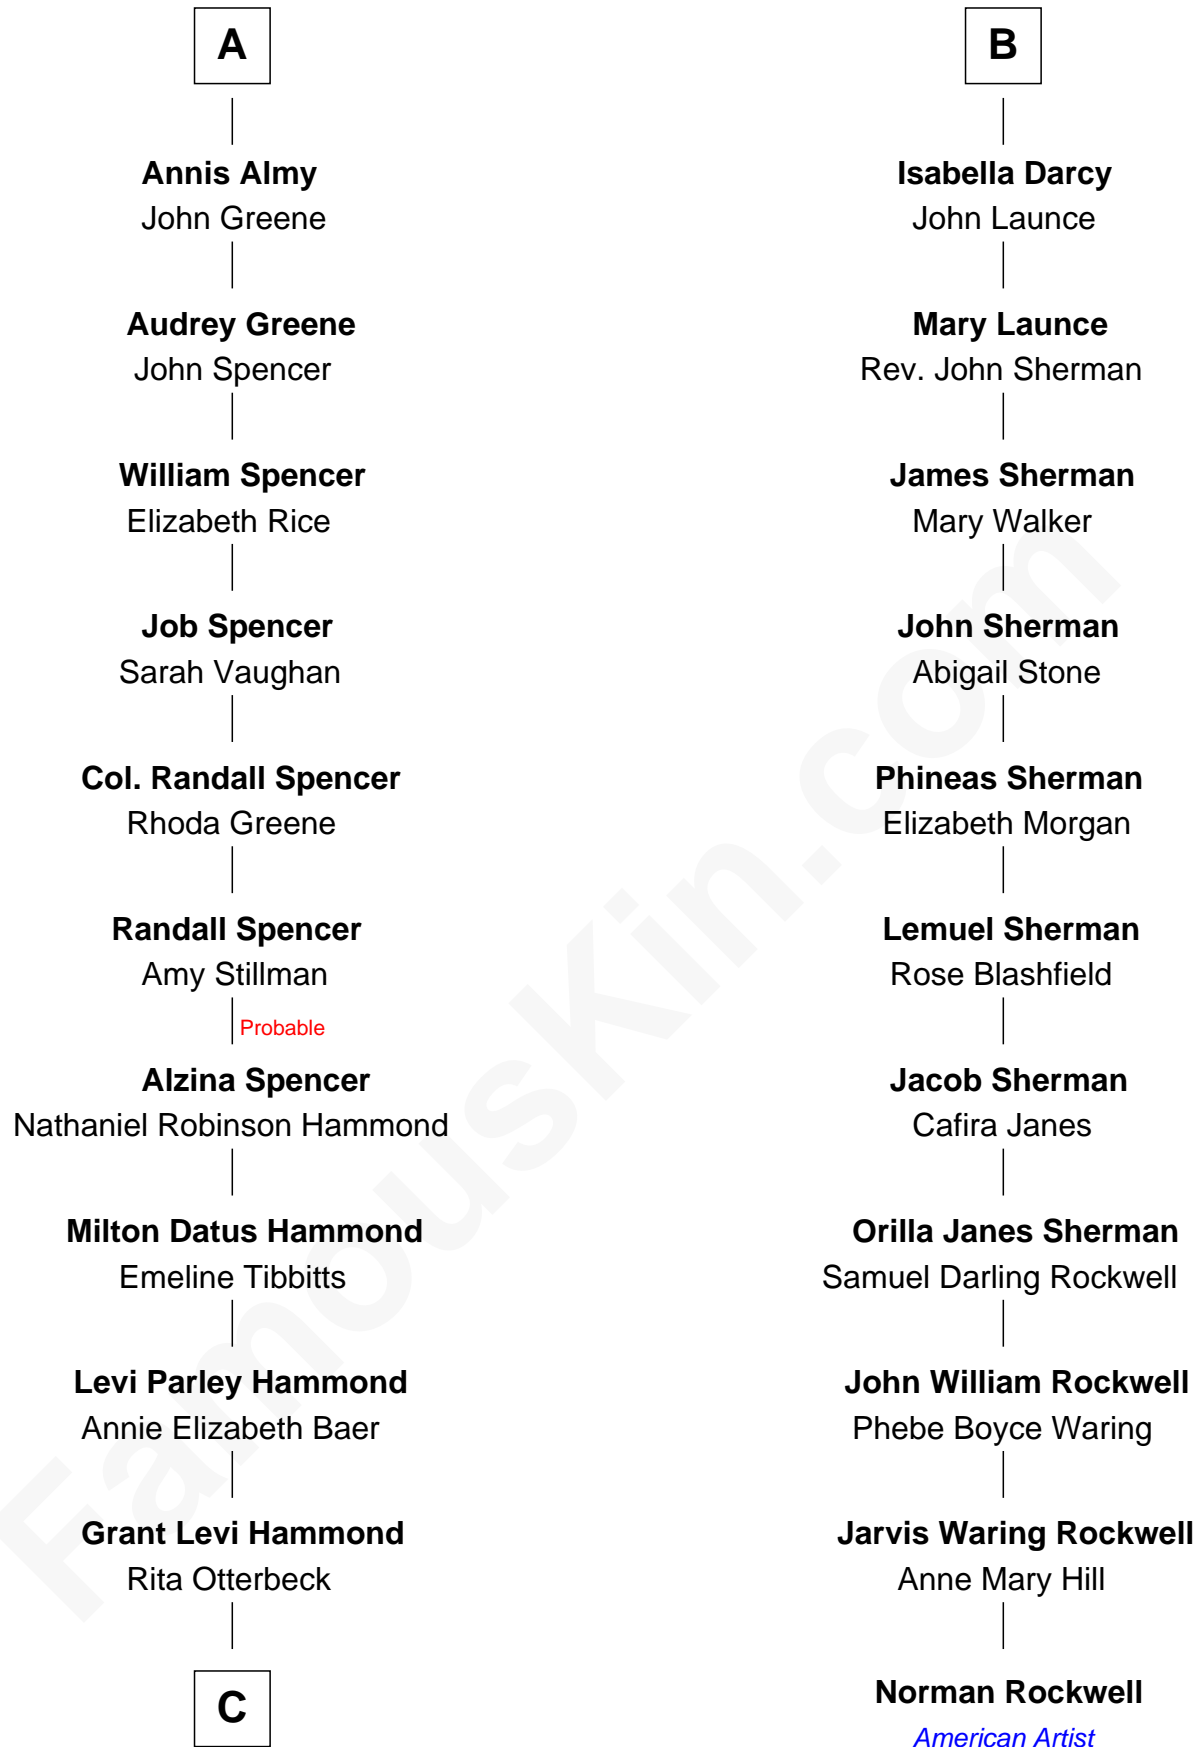 A
Annis Almy
John Greene
Audrey Greene
John Spencer
William Spencer
Elizabeth Rice
Job Spencer
Sarah Vaughan
Col. Randall Spencer
Rhoda Greene
Randall Spencer
Amy Stillman
Probable
Alzina Spencer
Nathaniel Robinson Hammond
Milton Datus Hammond
Emeline Tibbitts
Levi Parley Hammond
Annie Elizabeth Baer
Grant Levi Hammond
Rita Otterbeck
C
B
Isabella Darcy
John Launce
Mary Launce
Rev. John Sherman
James Sherman
Mary Walker
John Sherman
Abigail Stone
Phineas Sherman
Elizabeth Morgan
Lemuel Sherman
Rose Blashfield
Jacob Sherman
Cafira Janes
Orilla Janes Sherman
Samuel Darling Rockwell
John William Rockwell
Phebe Boyce Waring
Jarvis Waring Rockwell
Anne Mary Hill
Norman Rockwell
American Artist
FamousKin.com